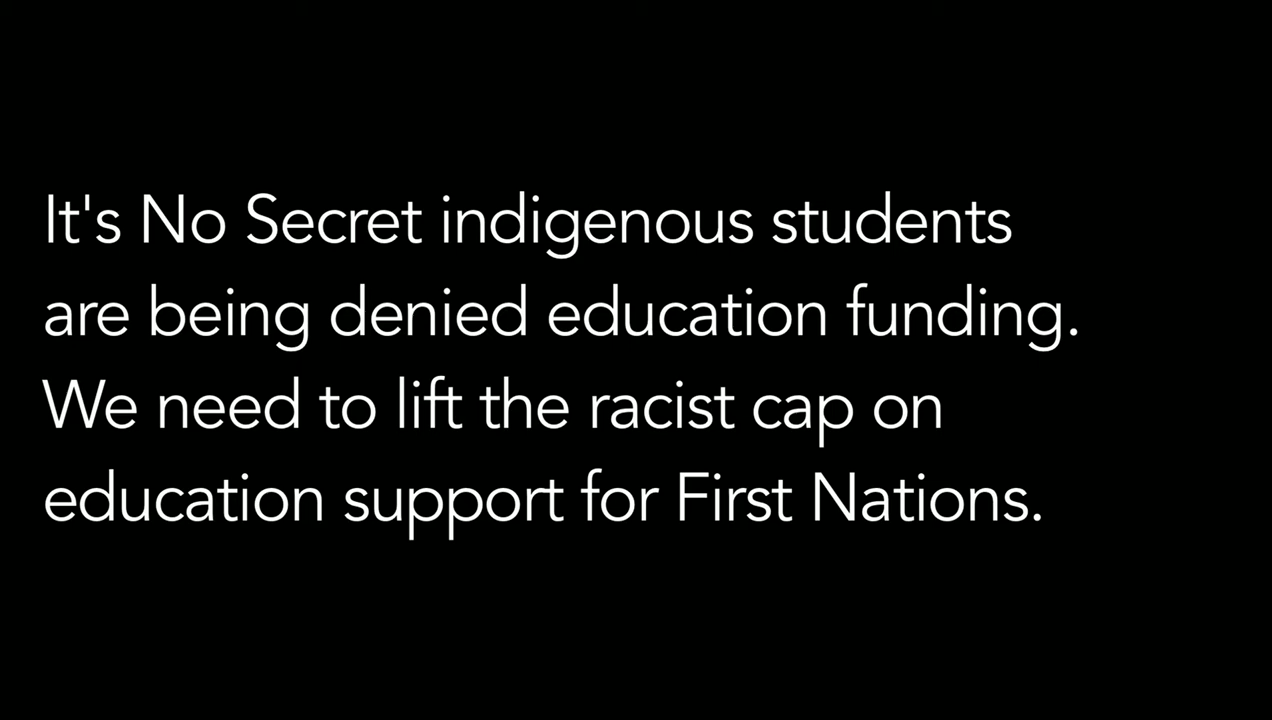 It's No Secret indigenous students
are being denied education funding.
We need to lift the racist cap on
education support for First Nations.